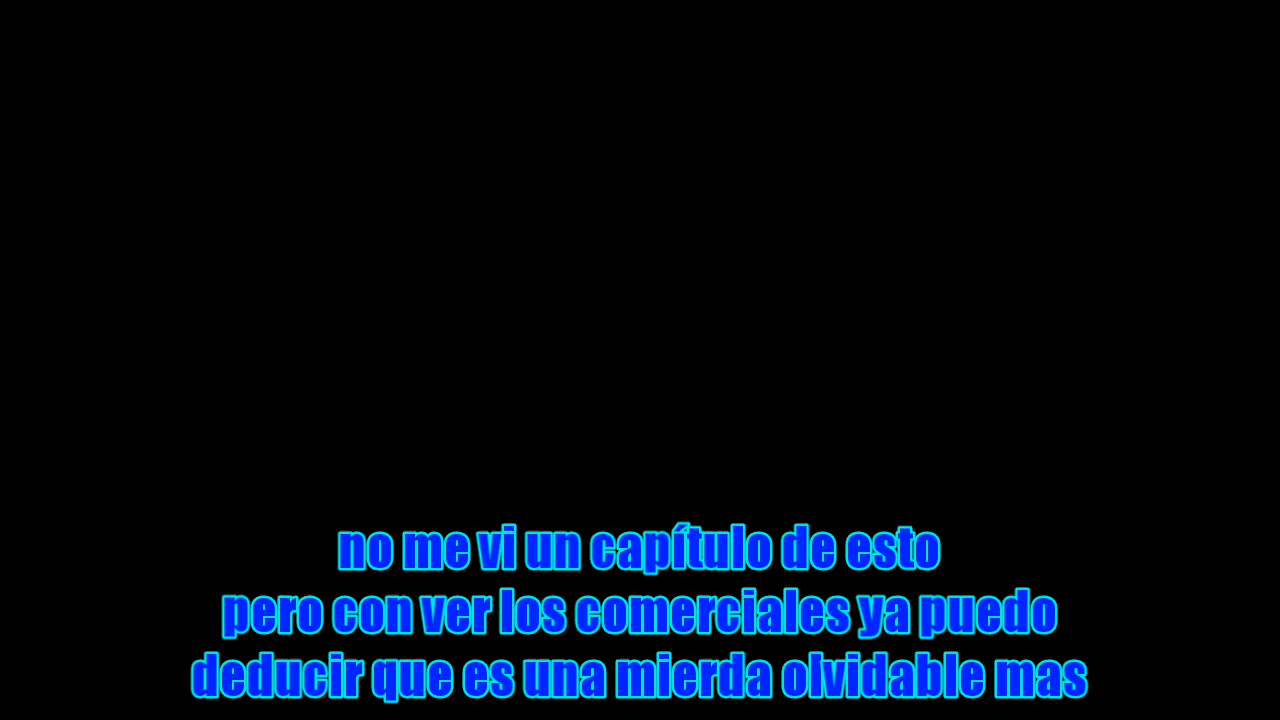 no me vi un capítulo de esto
pero con ver los comerciales ya puedo
deducir que es una mierda olvidable mas